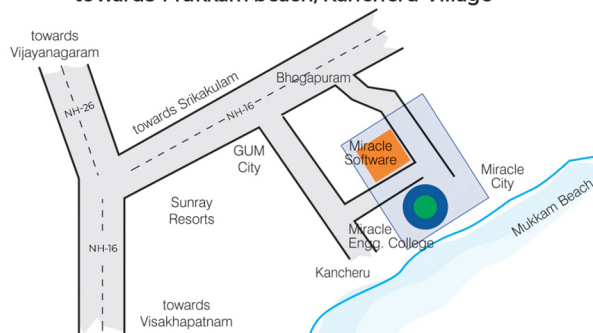 towards
Vijayanagaram
NH-26
towards Srikakulam
NH-16
Bhogapuram
GUM
City
Miracle
Software
Miracle
City
Sunray
Resorts
Mukkam Beach
NH-16
Miracle
Engg. College
Kancheru
towards
Visakhapatnam